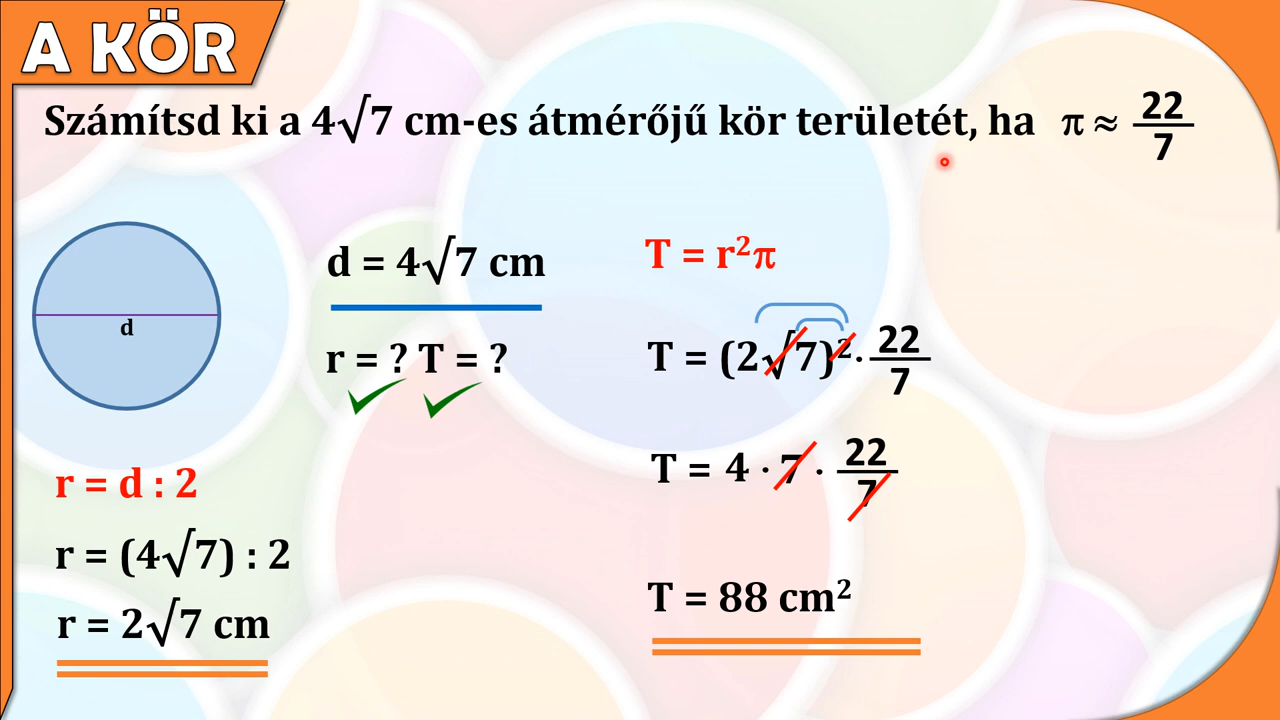 A KÖR
Számítsd ki a 4√7 cm-es átmérőjű kör területét, ha π ≈ 22/7
d
d = 4√7 cm
r = ? T = ?
r = d : 2
r = (4√7) : 2
r = 2√7 cm
T = r²π
T = (2√7)² · 22/7
T = 4 · 7 · 22/7
T = 88 cm²